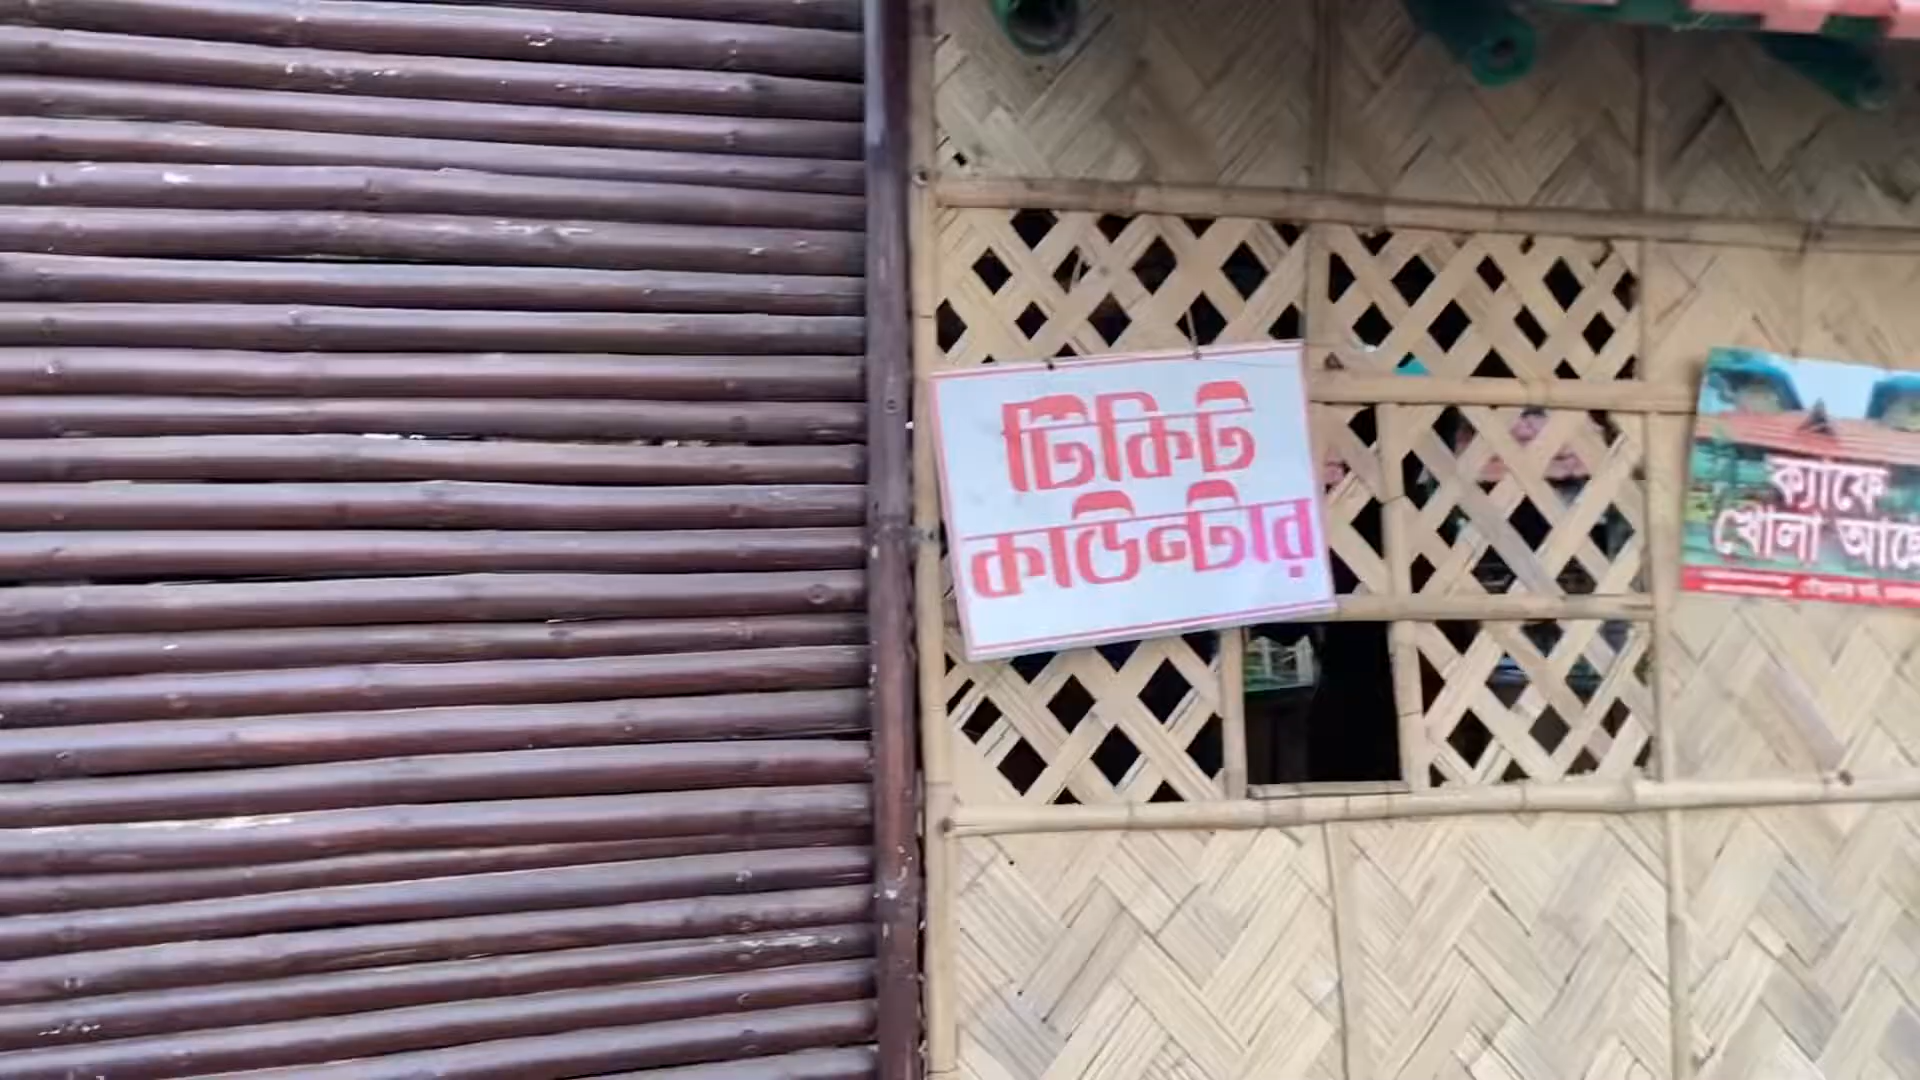 টিকিট
কাউন্টার
ক্যাফে
খোলা আছে